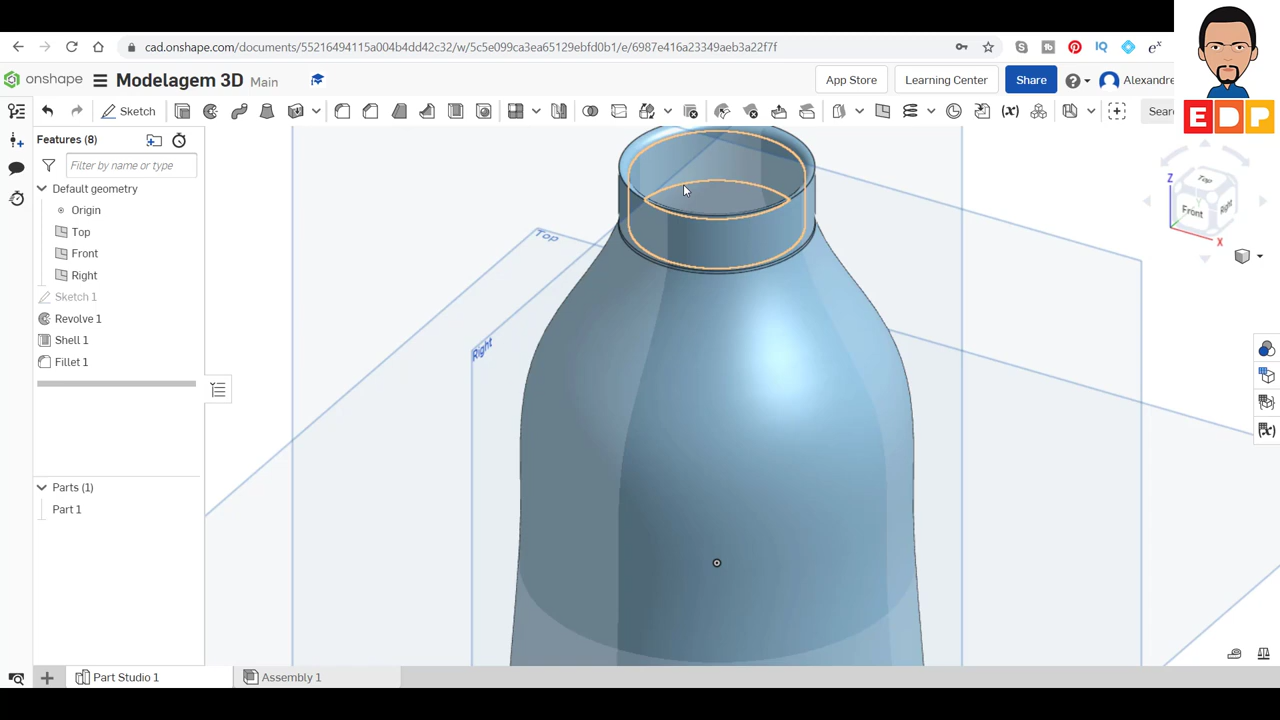 cad.onshape.com/documents/55216494115a004b4dd42c32/w/5c5e099ca3ea65129ebfd0b1/e/6987e416a23349aeb3a22f7f
onshape
Modelagem 3D Main
App Store
Learning Center
Share
Alexandre
E D P
Sketch
Sear
Features (8)
Filter by name or type
Default geometry
Origin
Top
Front
Right
Sketch 1
Revolve 1
Shell 1
Fillet 1
Parts (1)
Part 1
Top
Right
Z
Top
Front
Right
X
Part Studio 1
Assembly 1